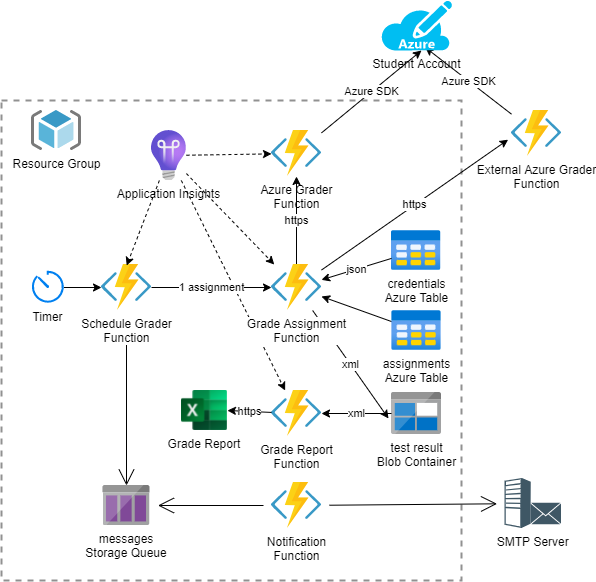 Azure
Student Account
Azure SDK
Azure SDK
Resource Group
Application Insights
Azure Grader
Function
External Azure Grader
Function
https
https
json
credentials
Azure Table
Timer
Schedule Grader
Function
1 assignment
Grade Assignment
Function
assignments
Azure Table
xml
Grade Report
https
xml
Grade Report
Function
test result
Blob Container
messages
Storage Queue
Notification
Function
SMTP Server